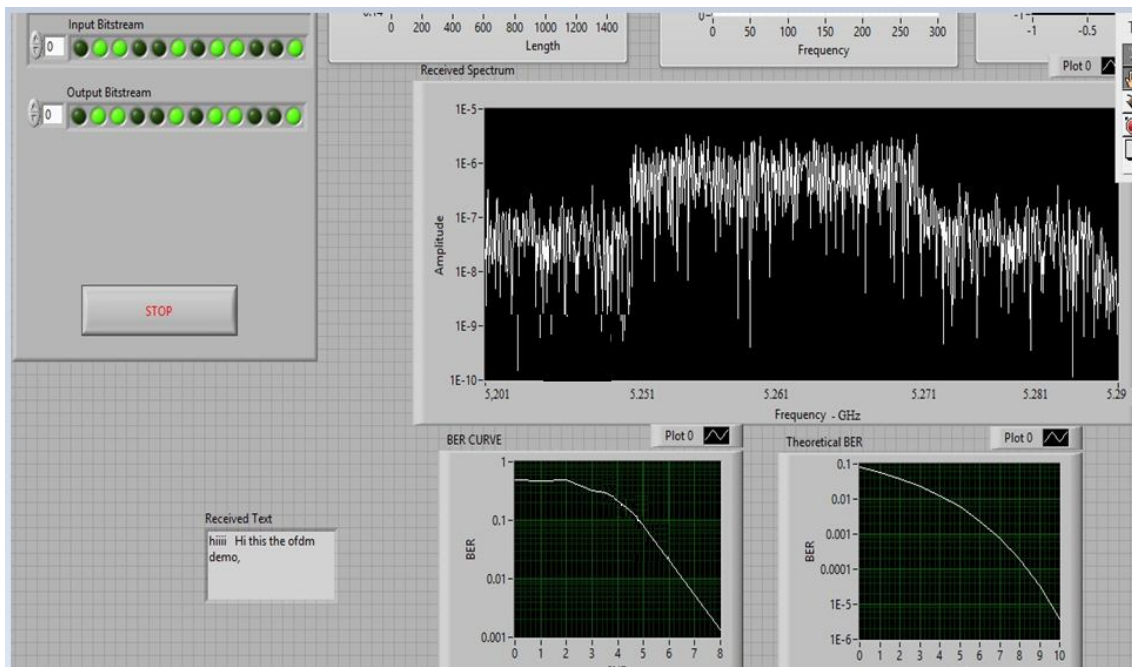 Input Bitstream
0
Output Bitstream
0
STOP
0 200 400 600 800 1000 1200 1400
Length
0
0 50 100 150 200 250 300
Frequency
-1
-1 -0.5
Plot 0
Received Spectrum
1E-5
1E-6
1E-7
1E-8
1E-9
1E-10
Amplitude
5,201 5.251 5.261 5.271 5.281 5.29
Frequency - GHz
Received Text
hiiii Hi this the ofdm
demo,
BER CURVE
Plot 0
1
0.1
0.01
0.001
BER
0 1 2 3 4 5 6 7 8
Theoretical BER
Plot 0
0.1
0.01
0.001
0.0001
1E-5
1E-6
BER
0 1 2 3 4 5 6 7 8 9 10